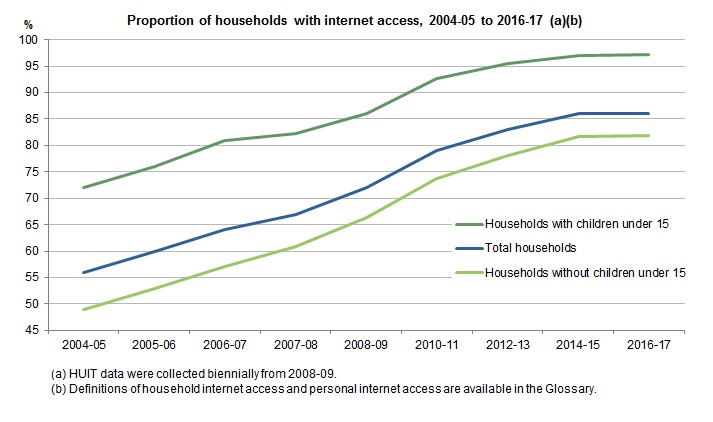 Proportion of households with internet access, 2004-05 to 2016-17 (a)(b)
%
100
95
90
85
80
75
70
65
60
55
50
45
Households with children under 15
Total households
Households without children under 15
2004-05 2005-06 2006-07 2007-08 2008-09 2010-11 2012-13 2014-15 2016-17
(a) HUIT data were collected biennially from 2008-09.
(b) Definitions of household internet access and personal internet access are available in the Glossary.